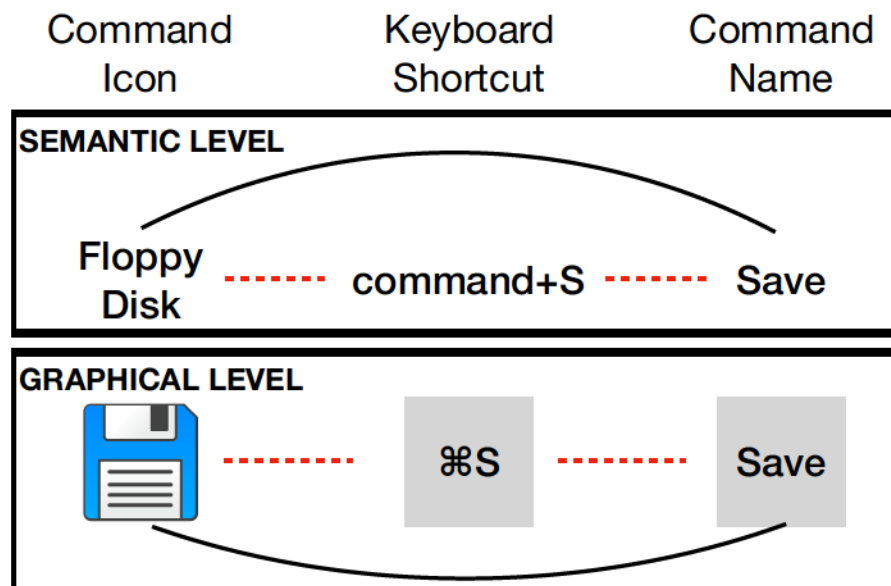 Command Icon
Keyboard Shortcut
Command Name
SEMANTIC LEVEL
Floppy Disk
command+S
Save
GRAPHICAL LEVEL
⌘S
Save